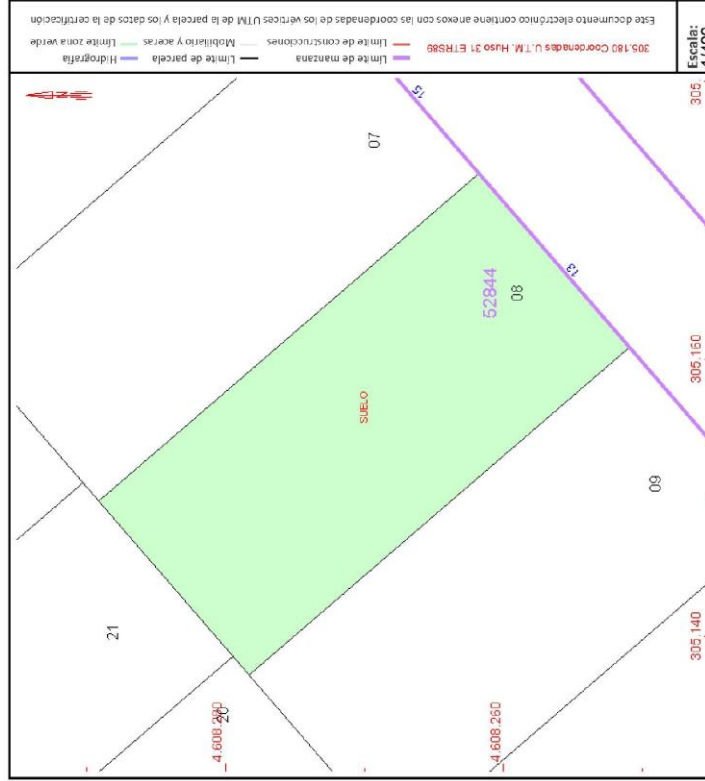 Este documento electrónico contiene anexos con las coordenadas de los vértices UTM de la de parcela y los datos de la certificación
305.180 Coordenadas U.T.M. Huso 31 ETRS89
Límite de manzana
Límite de parcela
Hidrografía
Límite de construcciones
Mobiliario y aceras
Límite zona verde
Escala:
N
15
07
52844
08
13
SUELO
305.160
09
21
20
4.608.280
4.608.260
305.140
305.